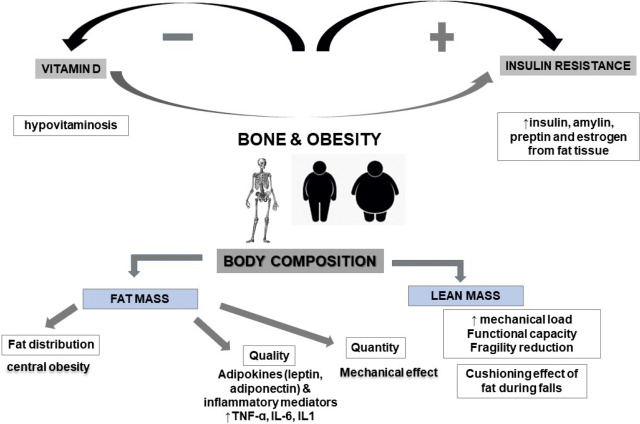 VITAMIN D
INSULIN RESISTANCE
hypovitaminosis
↑insulin, amylin,
preptin and estrogen
from fat tissue
BONE & OBESITY
BODY COMPOSITION
FAT MASS
LEAN MASS
Fat distribution
central obesity
Quality
Adipokines (leptin,
adiponectin) &
inflammatory mediators
↑TNF-α, IL-6, IL1
Quantity
Mechanical effect
↑ mechanical load
Functional capacity
Fragility reduction
Cushioning effect of
fat during falls